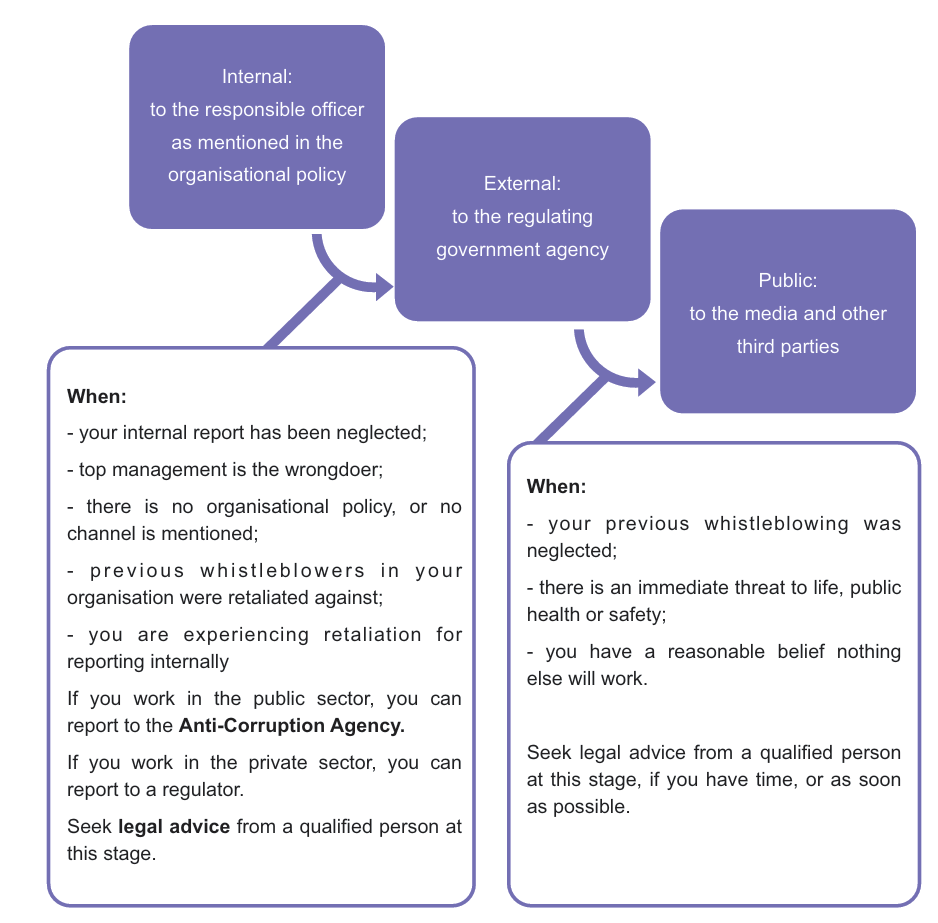 Internal:
to the responsible officer
as mentioned in the
organisational policy
External:
to the regulating
government agency
Public:
to the media and other
third parties
When:
- your internal report has been neglected;
- top management is the wrongdoer;
- there is no organisational policy, or no
channel is mentioned;
- previous whistleblowers in your
organisation were retaliated against;
- you are experiencing retaliation for
reporting internally
If you work in the public sector, you can
report to the Anti-Corruption Agency.
If you work in the private sector, you can
report to a regulator.
Seek legal advice from a qualified person at
this stage.
When:
- your previous whistleblowing was
neglected;
- there is an immediate threat to life, public
health or safety;
- you have a reasonable belief nothing
else will work.
Seek legal advice from a qualified person
at this stage, if you have time, or as soon
as possible.